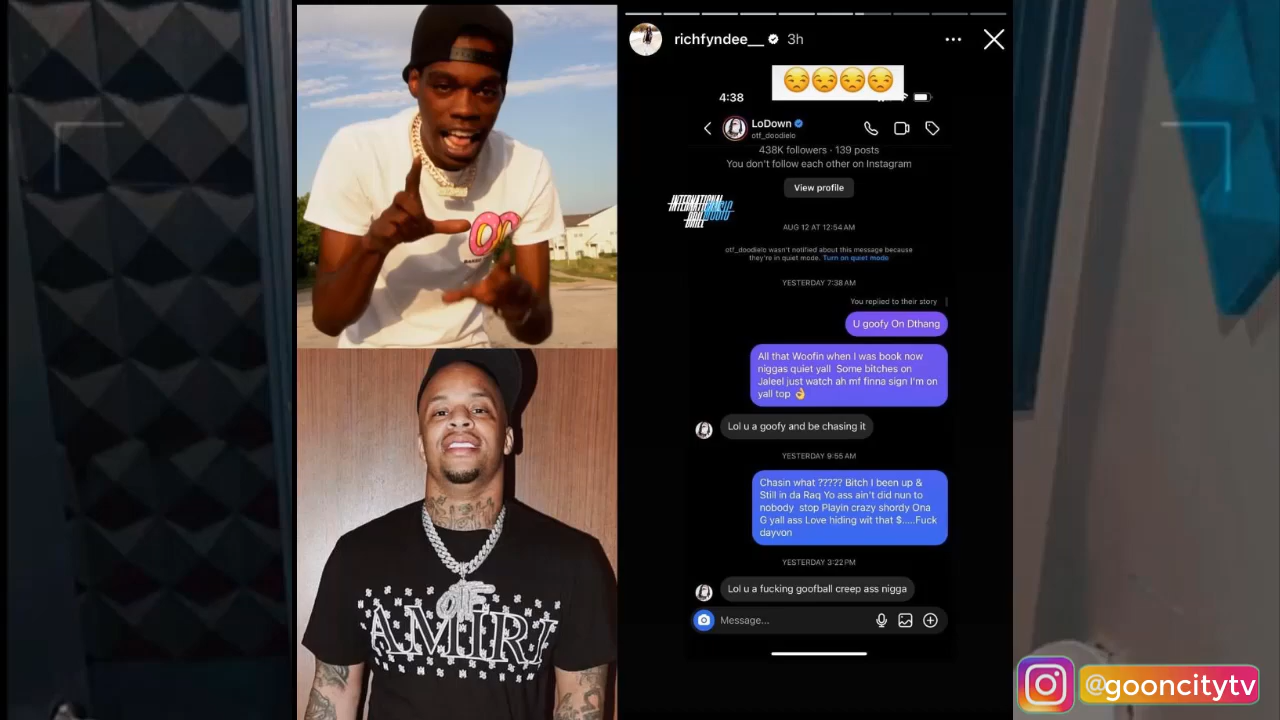 richfyndee__ 3h
4:38
LoDown
otf_doodielo
438K followers · 139 posts
You don't follow each other on Instagram
View profile
INTERNATIONAL
DRILL
AUG 12 AT 12:54 AM
otf_doodielo wasn't notified about this message because
they're in quiet mode. Turn on quiet mode
YESTERDAY 7:38 AM
You replied to their story
U goofy On Dthang
All that Woofin when I was book now
niggas quiet yall Some bitches on
Jaleel just watch ah mf finna sign I'm on
yall top 👌
Lol u a goofy and be chasing it
YESTERDAY 9:55 AM
Chasin what ????? Bitch I been up &
Still in da Raq Yo ass ain't did nun to
nobody stop Playin crazy shordy Ona
G yall ass Love hiding wit that $.....Fuck
dayvon
YESTERDAY 3:22 PM
Lol u a fucking goofball creep ass nigga
Message...
OTF
AMIRI
@gooncitytv